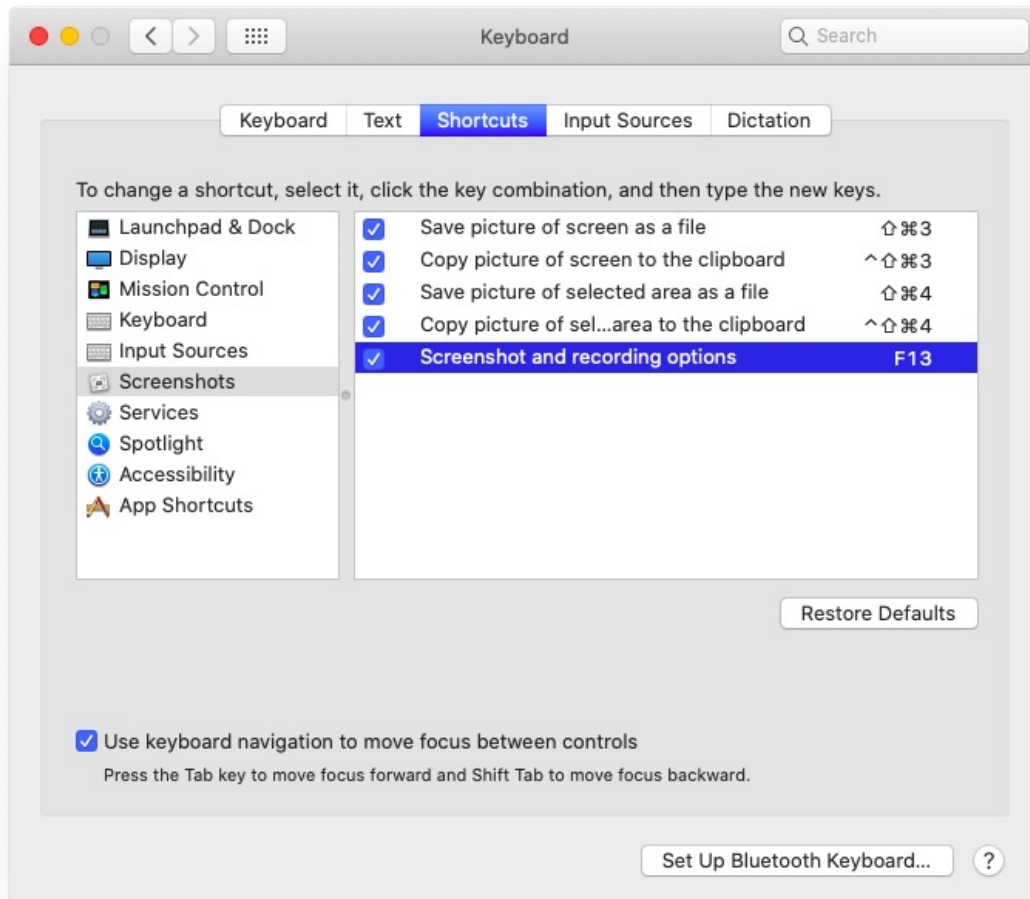 Keyboard
Search
Keyboard Text Shortcuts Input Sources Dictation
To change a shortcut, select it, click the key combination, and then type the new keys.
Launchpad & Dock
Display
Mission Control
Keyboard
Input Sources
Screenshots
Services
Spotlight
Accessibility
App Shortcuts
Save picture of screen as a file ⇧⌘3
Copy picture of screen to the clipboard ^⇧⌘3
Save picture of selected area as a file ⇧⌘4
Copy picture of sel...area to the clipboard ^⇧⌘4
Screenshot and recording options F13
Restore Defaults
Use keyboard navigation to move focus between controls
Press the Tab key to move focus forward and Shift Tab to move focus backward.
Set Up Bluetooth Keyboard... ?